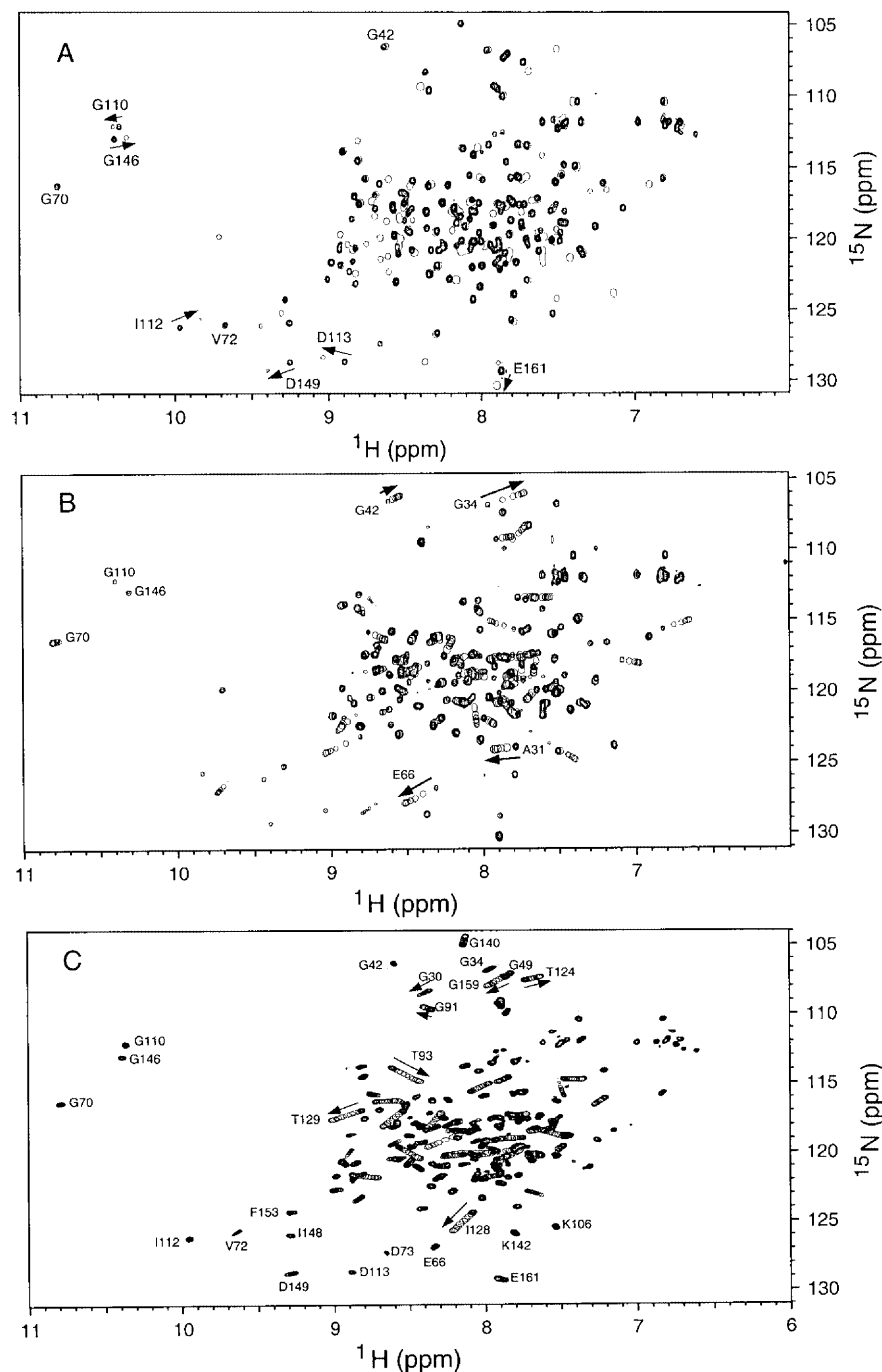 A
G42
G110
G146
G70
I112
V72
D113
D149
E161
105
110
115
120
125
130
15N (ppm)
11
10
9
8
7
1H (ppm)
B
G42
G34
G110
G146
G70
A31
E66
105
110
115
120
125
130
15N (ppm)
11
10
9
8
7
1H (ppm)
C
G140
G42
G34
G49
G30
G159
T124
G91
G110
G146
T93
G70
T129
F153
I148
I128
I112
V72
D73
E66
K142
K106
D149
D113
E161
105
110
115
120
125
130
15N (ppm)
11
10
9
8
7
6
1H (ppm)